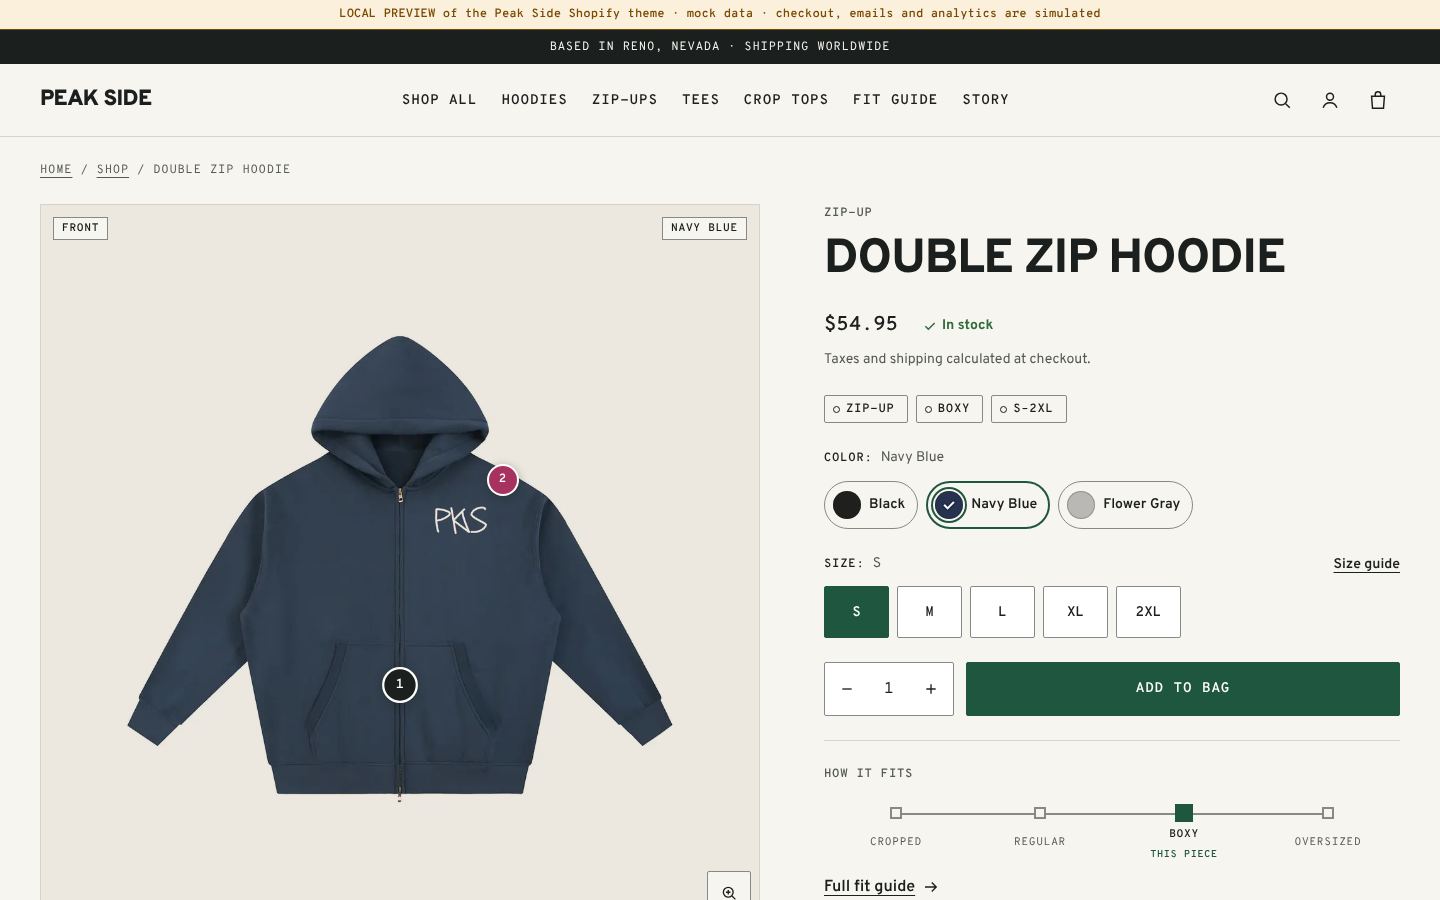 LOCAL PREVIEW of the Peak Side Shopify theme · mock data · checkout, emails and analytics are simulated
BASED IN RENO, NEVADA · SHIPPING WORLDWIDE
PEAK SIDE
SHOP ALL HOODIES ZIP-UPS TEES CROP TOPS FIT GUIDE STORY
HOME / SHOP / DOUBLE ZIP HOODIE
FRONT
NAVY BLUE
2
PKS
1
ZIP-UP
DOUBLE ZIP HOODIE
$54.95 In stock
Taxes and shipping calculated at checkout.
ZIP-UP BOXY S-2XL
COLOR: Navy Blue
Black Navy Blue Flower Gray
SIZE: S Size guide
S M L XL 2XL
− 1 + ADD TO BAG
HOW IT FITS
CROPPED REGULAR BOXY OVERSIZED
THIS PIECE
Full fit guide →